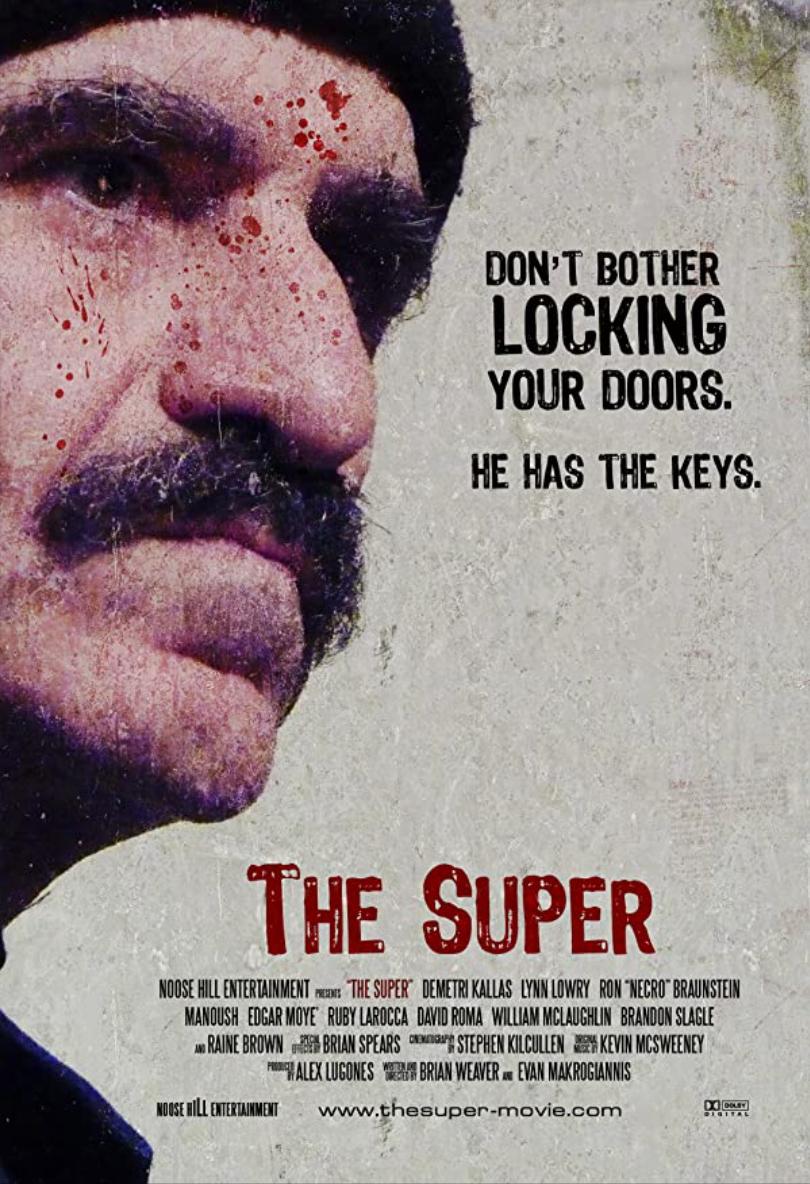 DON'T BOTHER
LOCKING
YOUR DOORS.
HE HAS THE KEYS.
THE SUPER
NOOSE HILL ENTERTAINMENT PRESENTS "THE SUPER" DEMETRI KALLAS LYNN LOWRY RON "NECRO" BRAUNSTEIN
MANOUSH EDGAR MOYE' RUBY LAROCCA DAVID ROMA WILLIAM MCLAUGHLIN BRANDON SLAGLE
AND RAINE BROWN SPECIAL EFFECTS BY BRIAN SPEARS CINEMATOGRAPHY BY STEPHEN KILCULLEN ORIGINAL MUSIC BY KEVIN MCSWEENEY
PRODUCED BY ALEX LUGONES WRITTEN AND DIRECTED BY BRIAN WEAVER AND EVAN MAKROGIANNIS
NOOSE HILL ENTERTAINMENT www.thesuper-movie.com DOLBY
DIGITAL